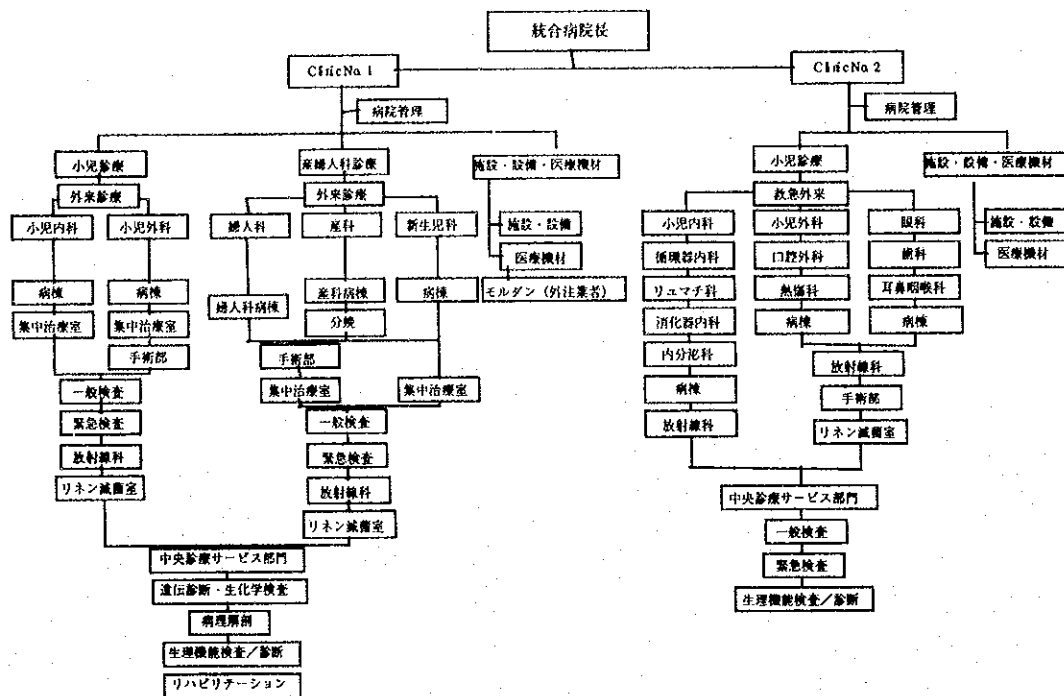 統合病院長
ClinicNa 1
ClinicNa 2
病院管理
病院管理
小児診療
産婦人科診療
施設・設備・医療機材
小児診療
施設・設備・医療機材
外来診療
外来診療
救急外来
小児内科
小児外科
婦人科
産科
新生児科
施設・設備
小児内科
小児外科
眼科
施設・設備
医療機材
循環器内科
口腔外科
歯科
医療機材
病棟
病棟
婦人科病棟
産科病棟
病棟
モルダン（外注業者）
リュマチ科
熱傷科
耳鼻咽喉科
集中治療室
集中治療室
分娩
消化器内科
病棟
病棟
手術部
手術部
内分泌科
放射線科
一般検査
集中治療室
集中治療室
病棟
手術部
緊急検査
一般検査
放射線科
リネン滅菌室
放射線科
緊急検査
リネン滅菌室
放射線科
中央診療サービス部門
リネン滅菌室
一般検査
中央診療サービス部門
緊急検査
遺伝診断・生化学検査
生理機能検査／診断
病理解剖
生理機能検査／診断
リハビリテーション